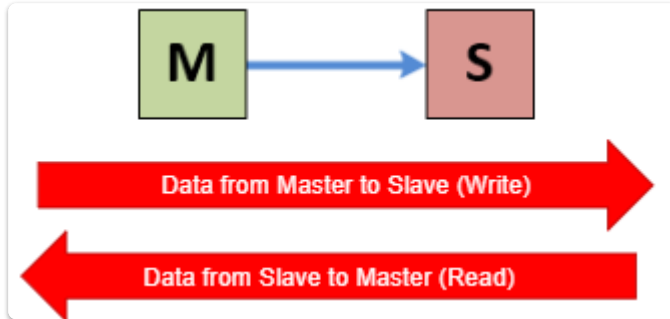 M
S
Data from Master to Slave (Write)
Data from Slave to Master (Read)